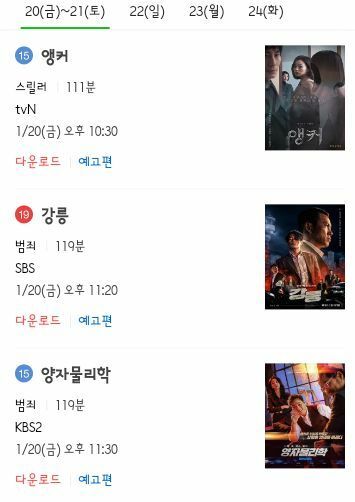 20(금)~21(토) 22(일) 23(월) 24(화)
15 앵커
스릴러 111분
tvN
1/20(금) 오후 10:30
다운로드 예고편
앵커
19 강릉
범죄 119분
SBS
1/20(금) 오후 11:20
다운로드 예고편
강릉
15 양자물리학
범죄 119분
KBS2
1/20(금) 오후 11:30
다운로드 예고편
양자물리학